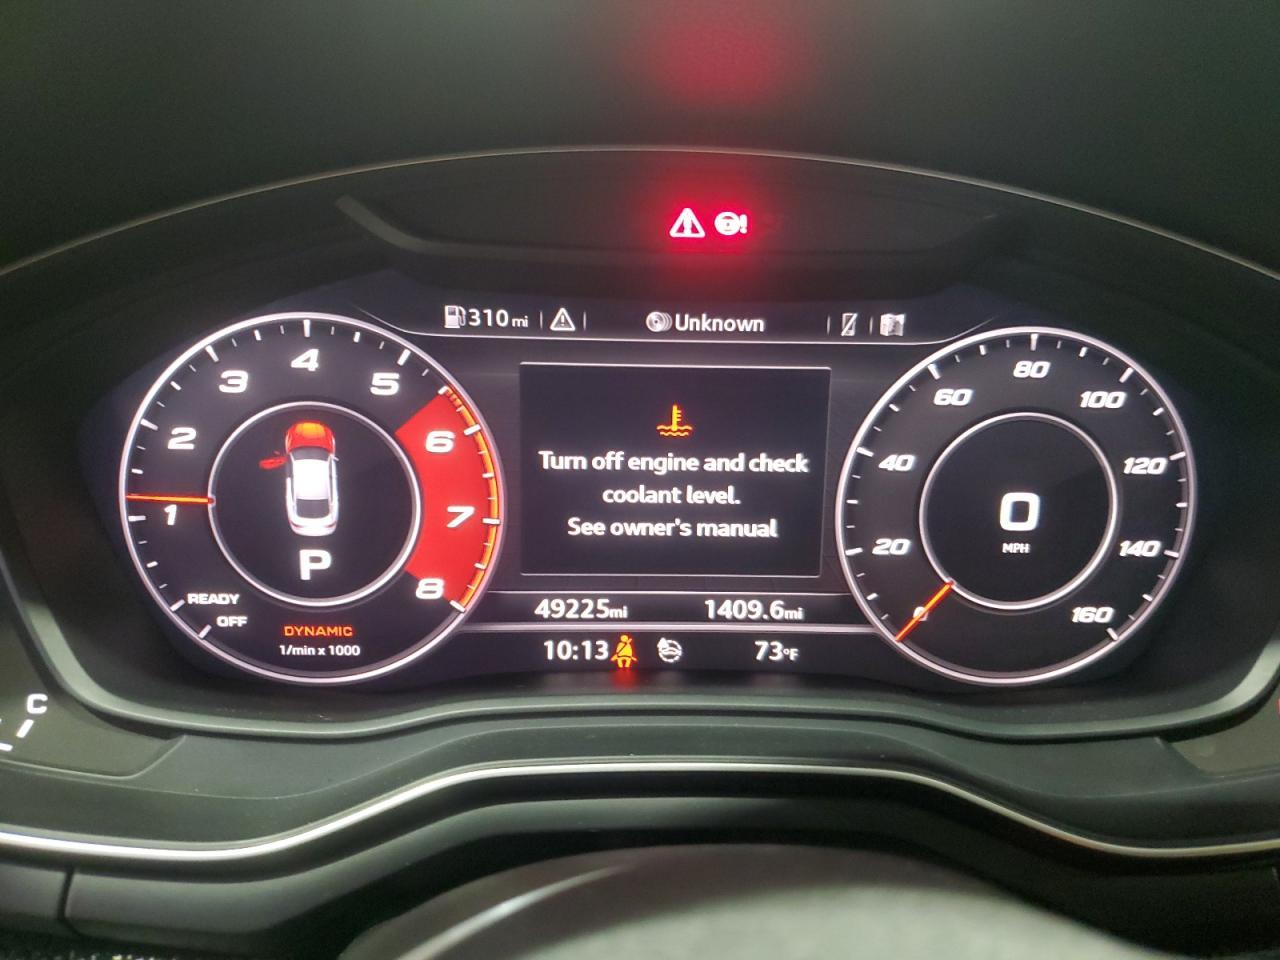 310 mi
Unknown
1 2 3 4 5 6 7 8
P
READY
OFF
DYNAMIC
1/min x 1000
Turn off engine and check
coolant level.
See owner's manual
49225mi 1409.6mi
10:13 73°F
0 20 40 60 80 100 120 140 160
0
MPH
C